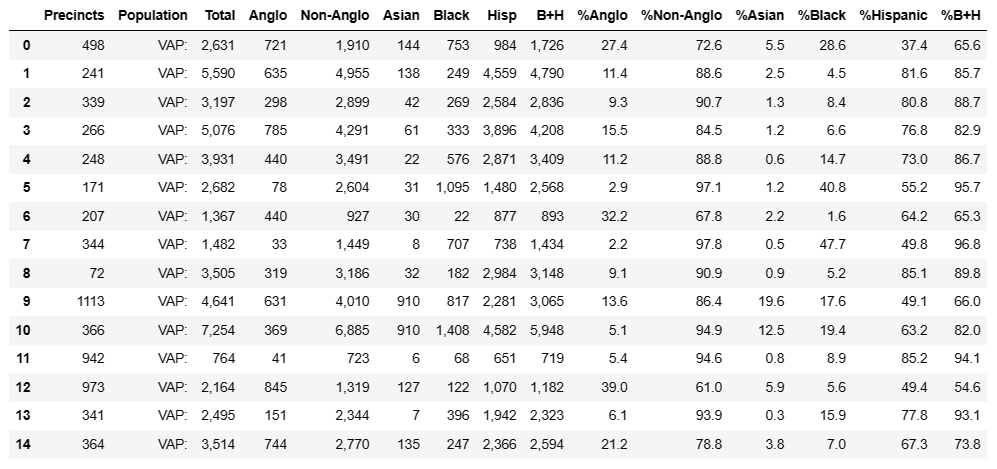 Precincts Population Total Anglo Non-Anglo Asian Black Hisp B+H %Anglo %Non-Anglo %Asian %Black %Hispanic %B+H
0 498 VAP: 2,631 721 1,910 144 753 984 1,726 27.4 72.6 5.5 28.6 37.4 65.6
1 241 VAP: 5,590 635 4,955 138 249 4,559 4,790 11.4 88.6 2.5 4.5 81.6 85.7
2 339 VAP: 3,197 298 2,899 42 269 2,584 2,836 9.3 90.7 1.3 8.4 80.8 88.7
3 266 VAP: 5,076 785 4,291 61 333 3,896 4,208 15.5 84.5 1.2 6.6 76.8 82.9
4 248 VAP: 3,931 440 3,491 22 576 2,871 3,409 11.2 88.8 0.6 14.7 73.0 86.7
5 171 VAP: 2,682 78 2,604 31 1,095 1,480 2,568 2.9 97.1 1.2 40.8 55.2 95.7
6 207 VAP: 1,367 440 927 30 22 877 893 32.2 67.8 2.2 1.6 64.2 65.3
7 344 VAP: 1,482 33 1,449 8 707 738 1,434 2.2 97.8 0.5 47.7 49.8 96.8
8 72 VAP: 3,505 319 3,186 32 182 2,984 3,148 9.1 90.9 0.9 5.2 85.1 89.8
9 1113 VAP: 4,641 631 4,010 910 817 2,281 3,065 13.6 86.4 19.6 17.6 49.1 66.0
10 366 VAP: 7,254 369 6,885 910 1,408 4,582 5,948 5.1 94.9 12.5 19.4 63.2 82.0
11 942 VAP: 764 41 723 6 68 651 719 5.4 94.6 0.8 8.9 85.2 94.1
12 973 VAP: 2,164 845 1,319 127 122 1,070 1,182 39.0 61.0 5.9 5.6 49.4 54.6
13 341 VAP: 2,495 151 2,344 7 396 1,942 2,323 6.1 93.9 0.3 15.9 77.8 93.1
14 364 VAP: 3,514 744 2,770 135 247 2,366 2,594 21.2 78.8 3.8 7.0 67.3 73.8